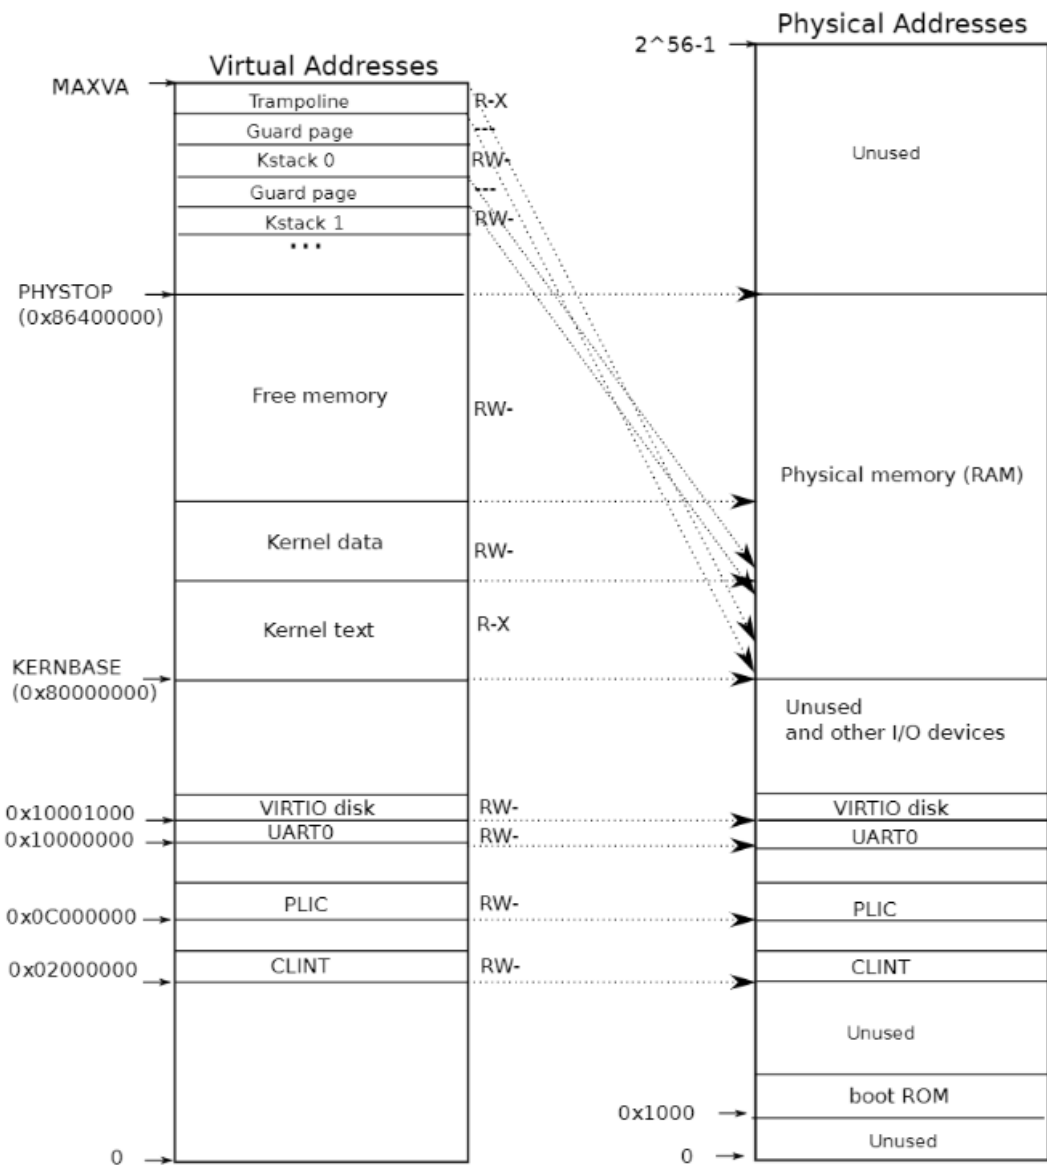 Physical Addresses
2^56-1
Virtual Addresses
MAXVA
Trampoline
R-X
Guard page
---
Unused
Kstack 0
RW-
Guard page
---
Kstack 1
RW-
...
PHYSTOP
(0x86400000)
Free memory
RW-
Physical memory (RAM)
Kernel data
RW-
Kernel text
R-X
KERNBASE
(0x80000000)
Unused
and other I/O devices
0x10001000
VIRTIO disk
RW-
VIRTIO disk
0x10000000
UART0
RW-
UART0
0x0C000000
PLIC
RW-
PLIC
0x02000000
CLINT
RW-
CLINT
Unused
boot ROM
0x1000
Unused
0
0